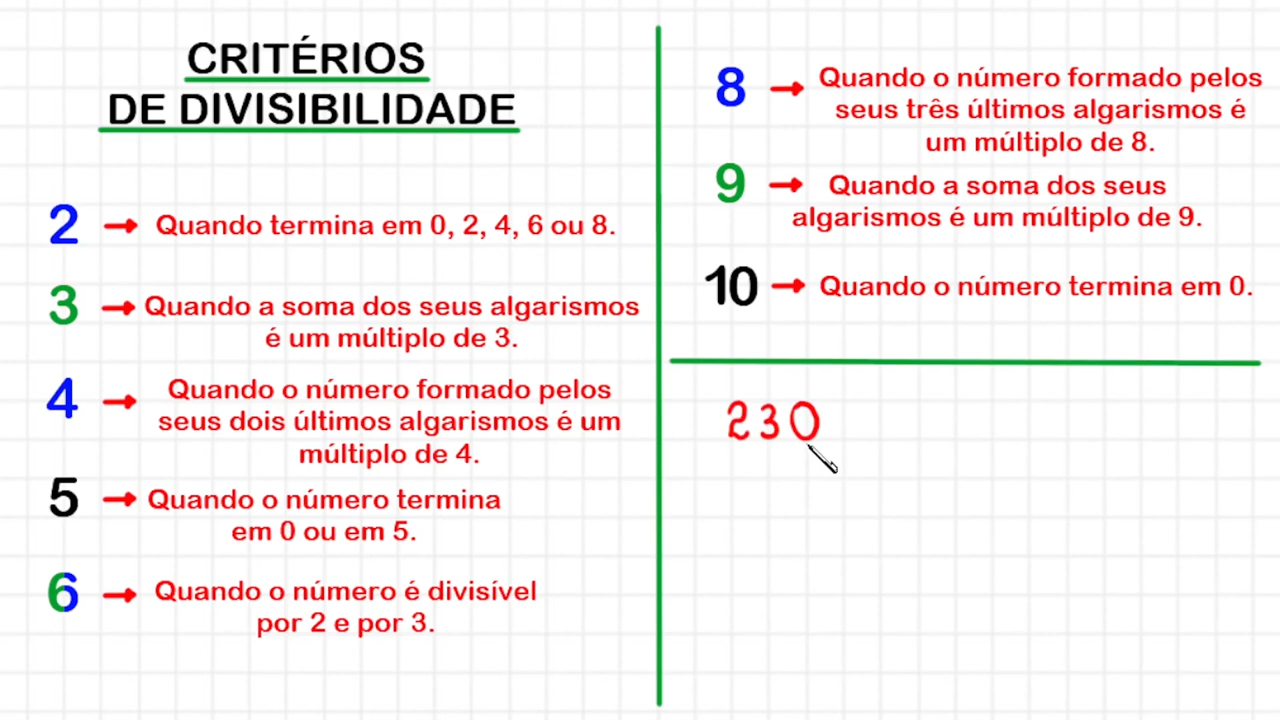 CRITÉRIOS
DE DIVISIBILIDADE
2 → Quando termina em 0, 2, 4, 6 ou 8.
3 → Quando a soma dos seus algarismos
é um múltiplo de 3.
4 → Quando o número formado pelos
seus dois últimos algarismos é um
múltiplo de 4.
5 → Quando o número termina
em 0 ou em 5.
6 → Quando o número é divisível
por 2 e por 3.
8 → Quando o número formado pelos
seus três últimos algarismos é
um múltiplo de 8.
9 → Quando a soma dos seus
algarismos é um múltiplo de 9.
10 → Quando o número termina em 0.
230